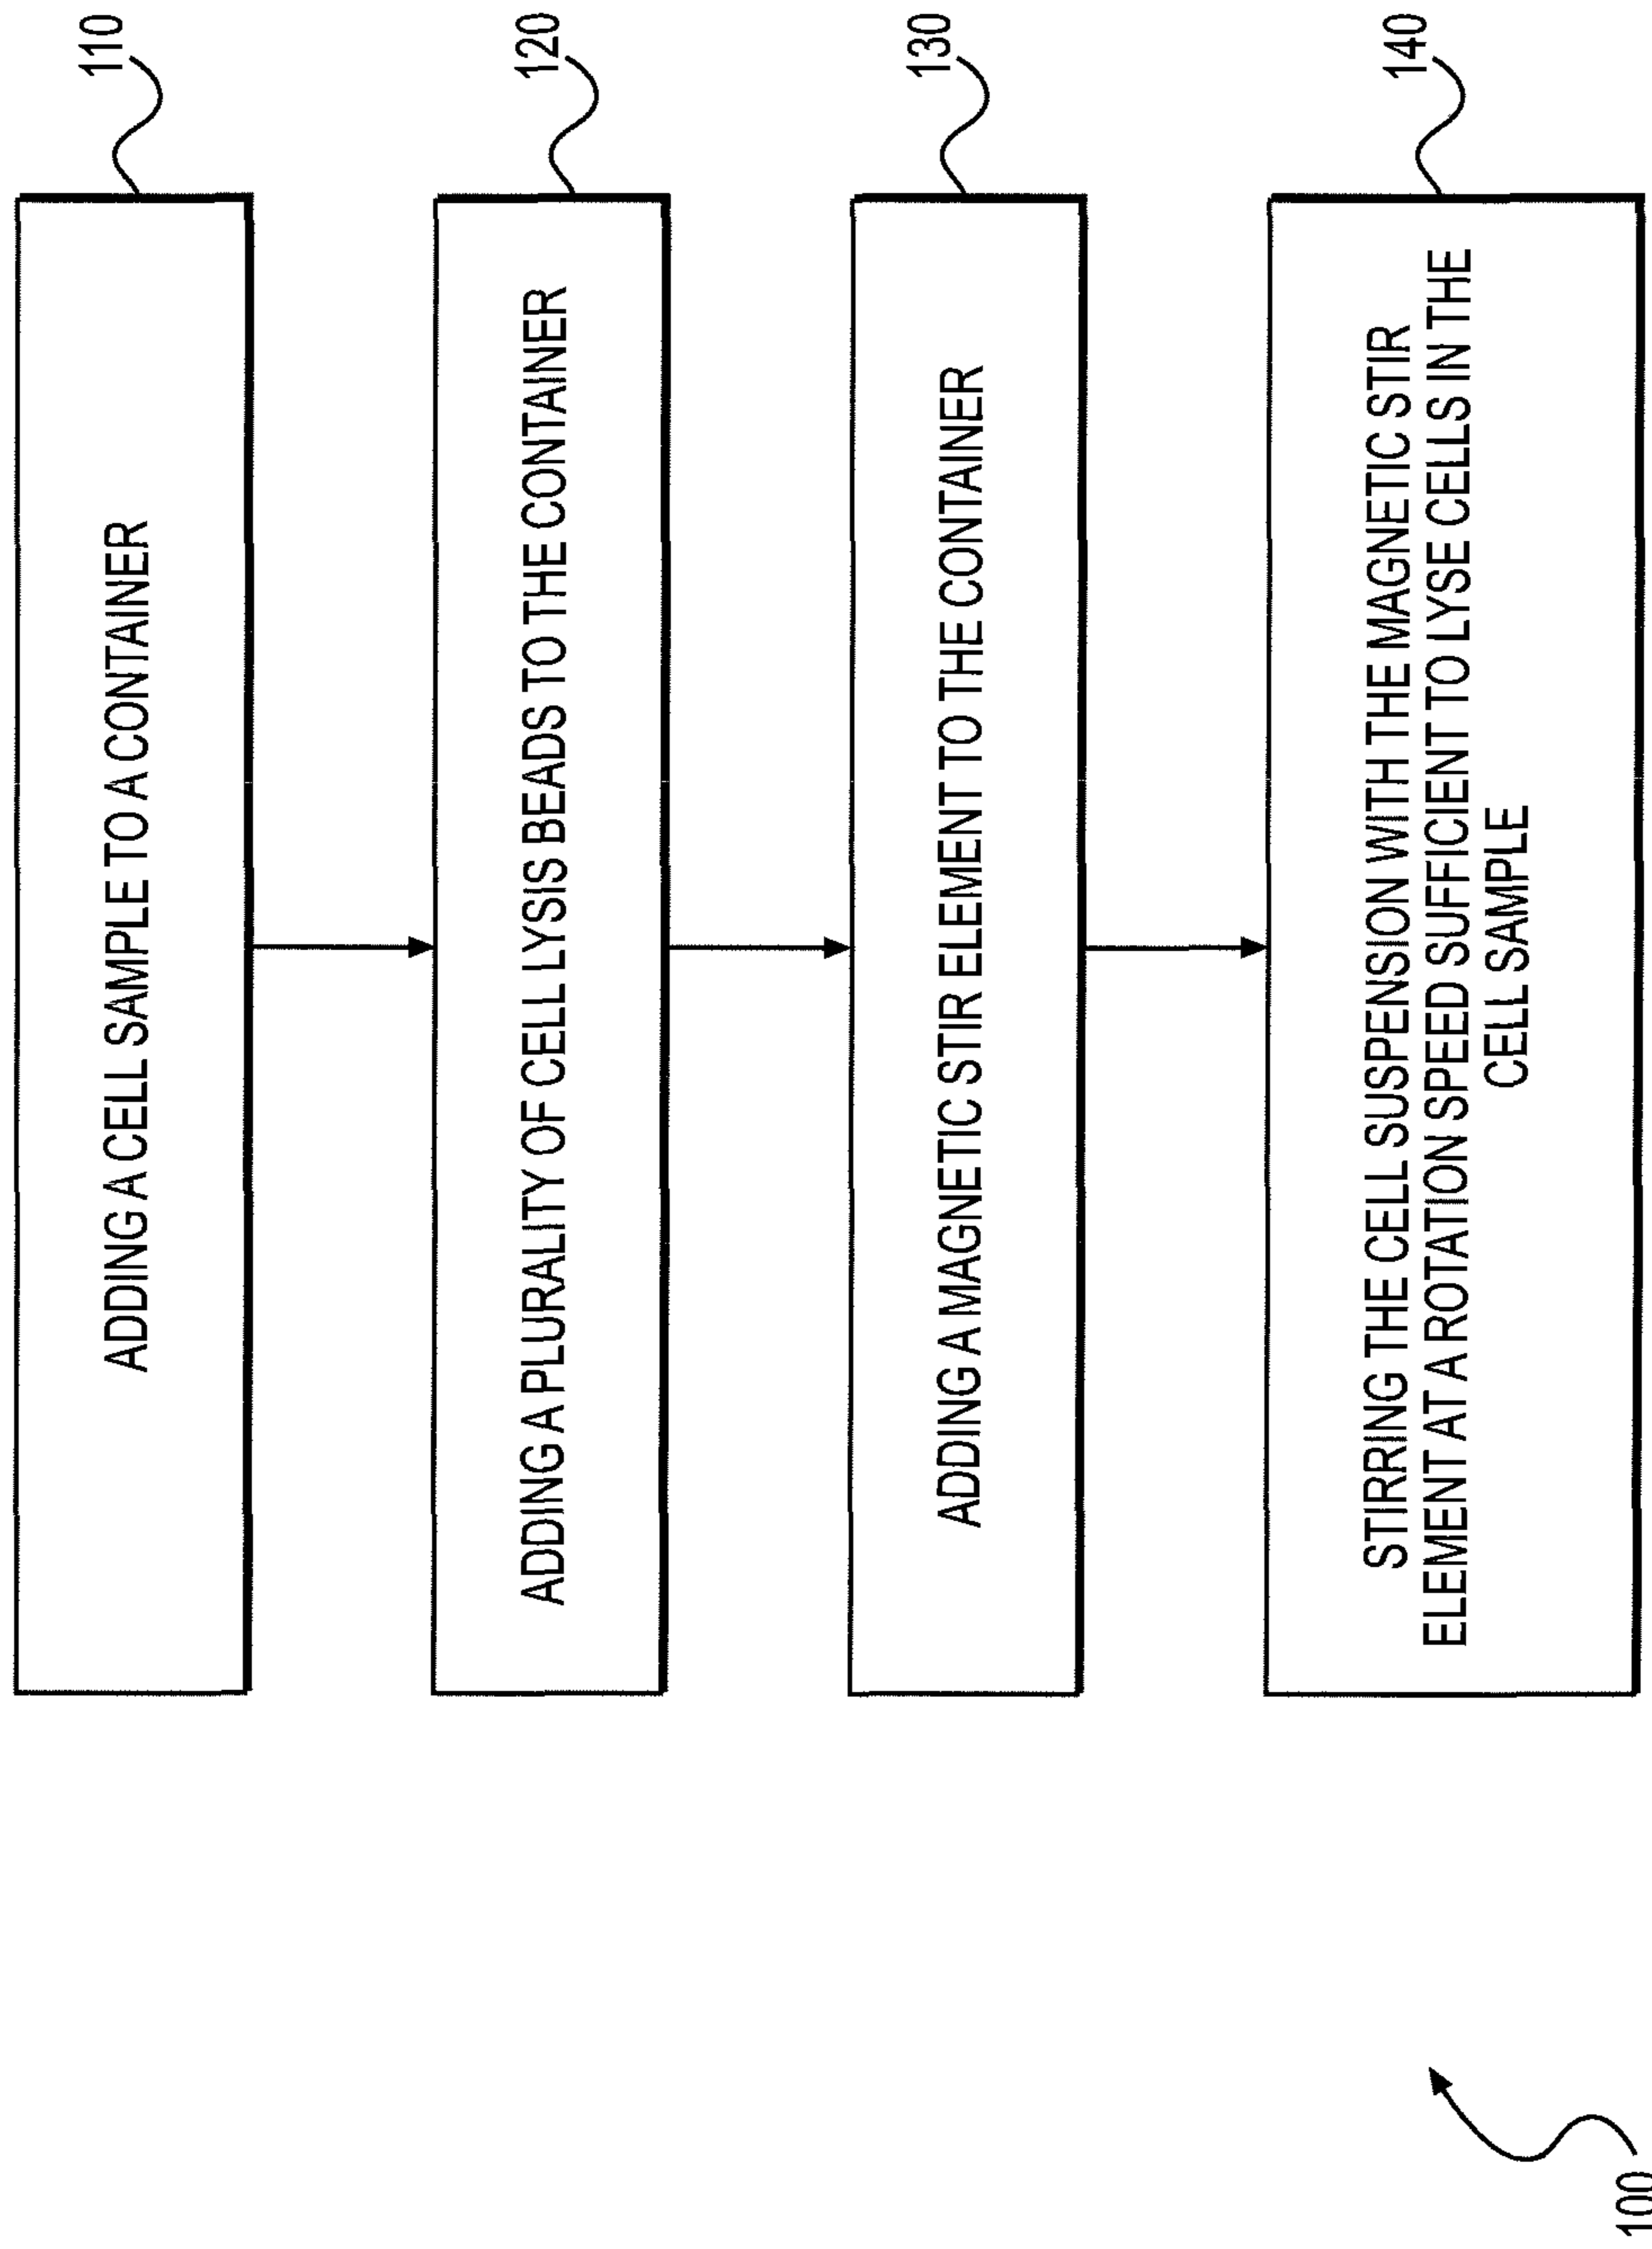 ADDING A CELL SAMPLE TO A CONTAINER
110
ADDING A PLURALITY OF CELL LYSIS BEADS TO THE CONTAINER
120
ADDING A MAGNETIC STIR ELEMENT TO THE CONTAINER
130
STIRRING THE CELL SUSPENSION WITH THE MAGNETIC STIR
ELEMENT AT A ROTATION SPEED SUFFICIENT TO LYSE CELLS IN THE
CELL SAMPLE
140
100